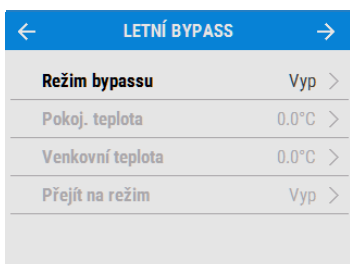 LETNÍ BYPASS
Režim bypassu Vyp
Pokoj. teplota 0.0°C
Venkovní teplota 0.0°C
Přejít na režim Vyp